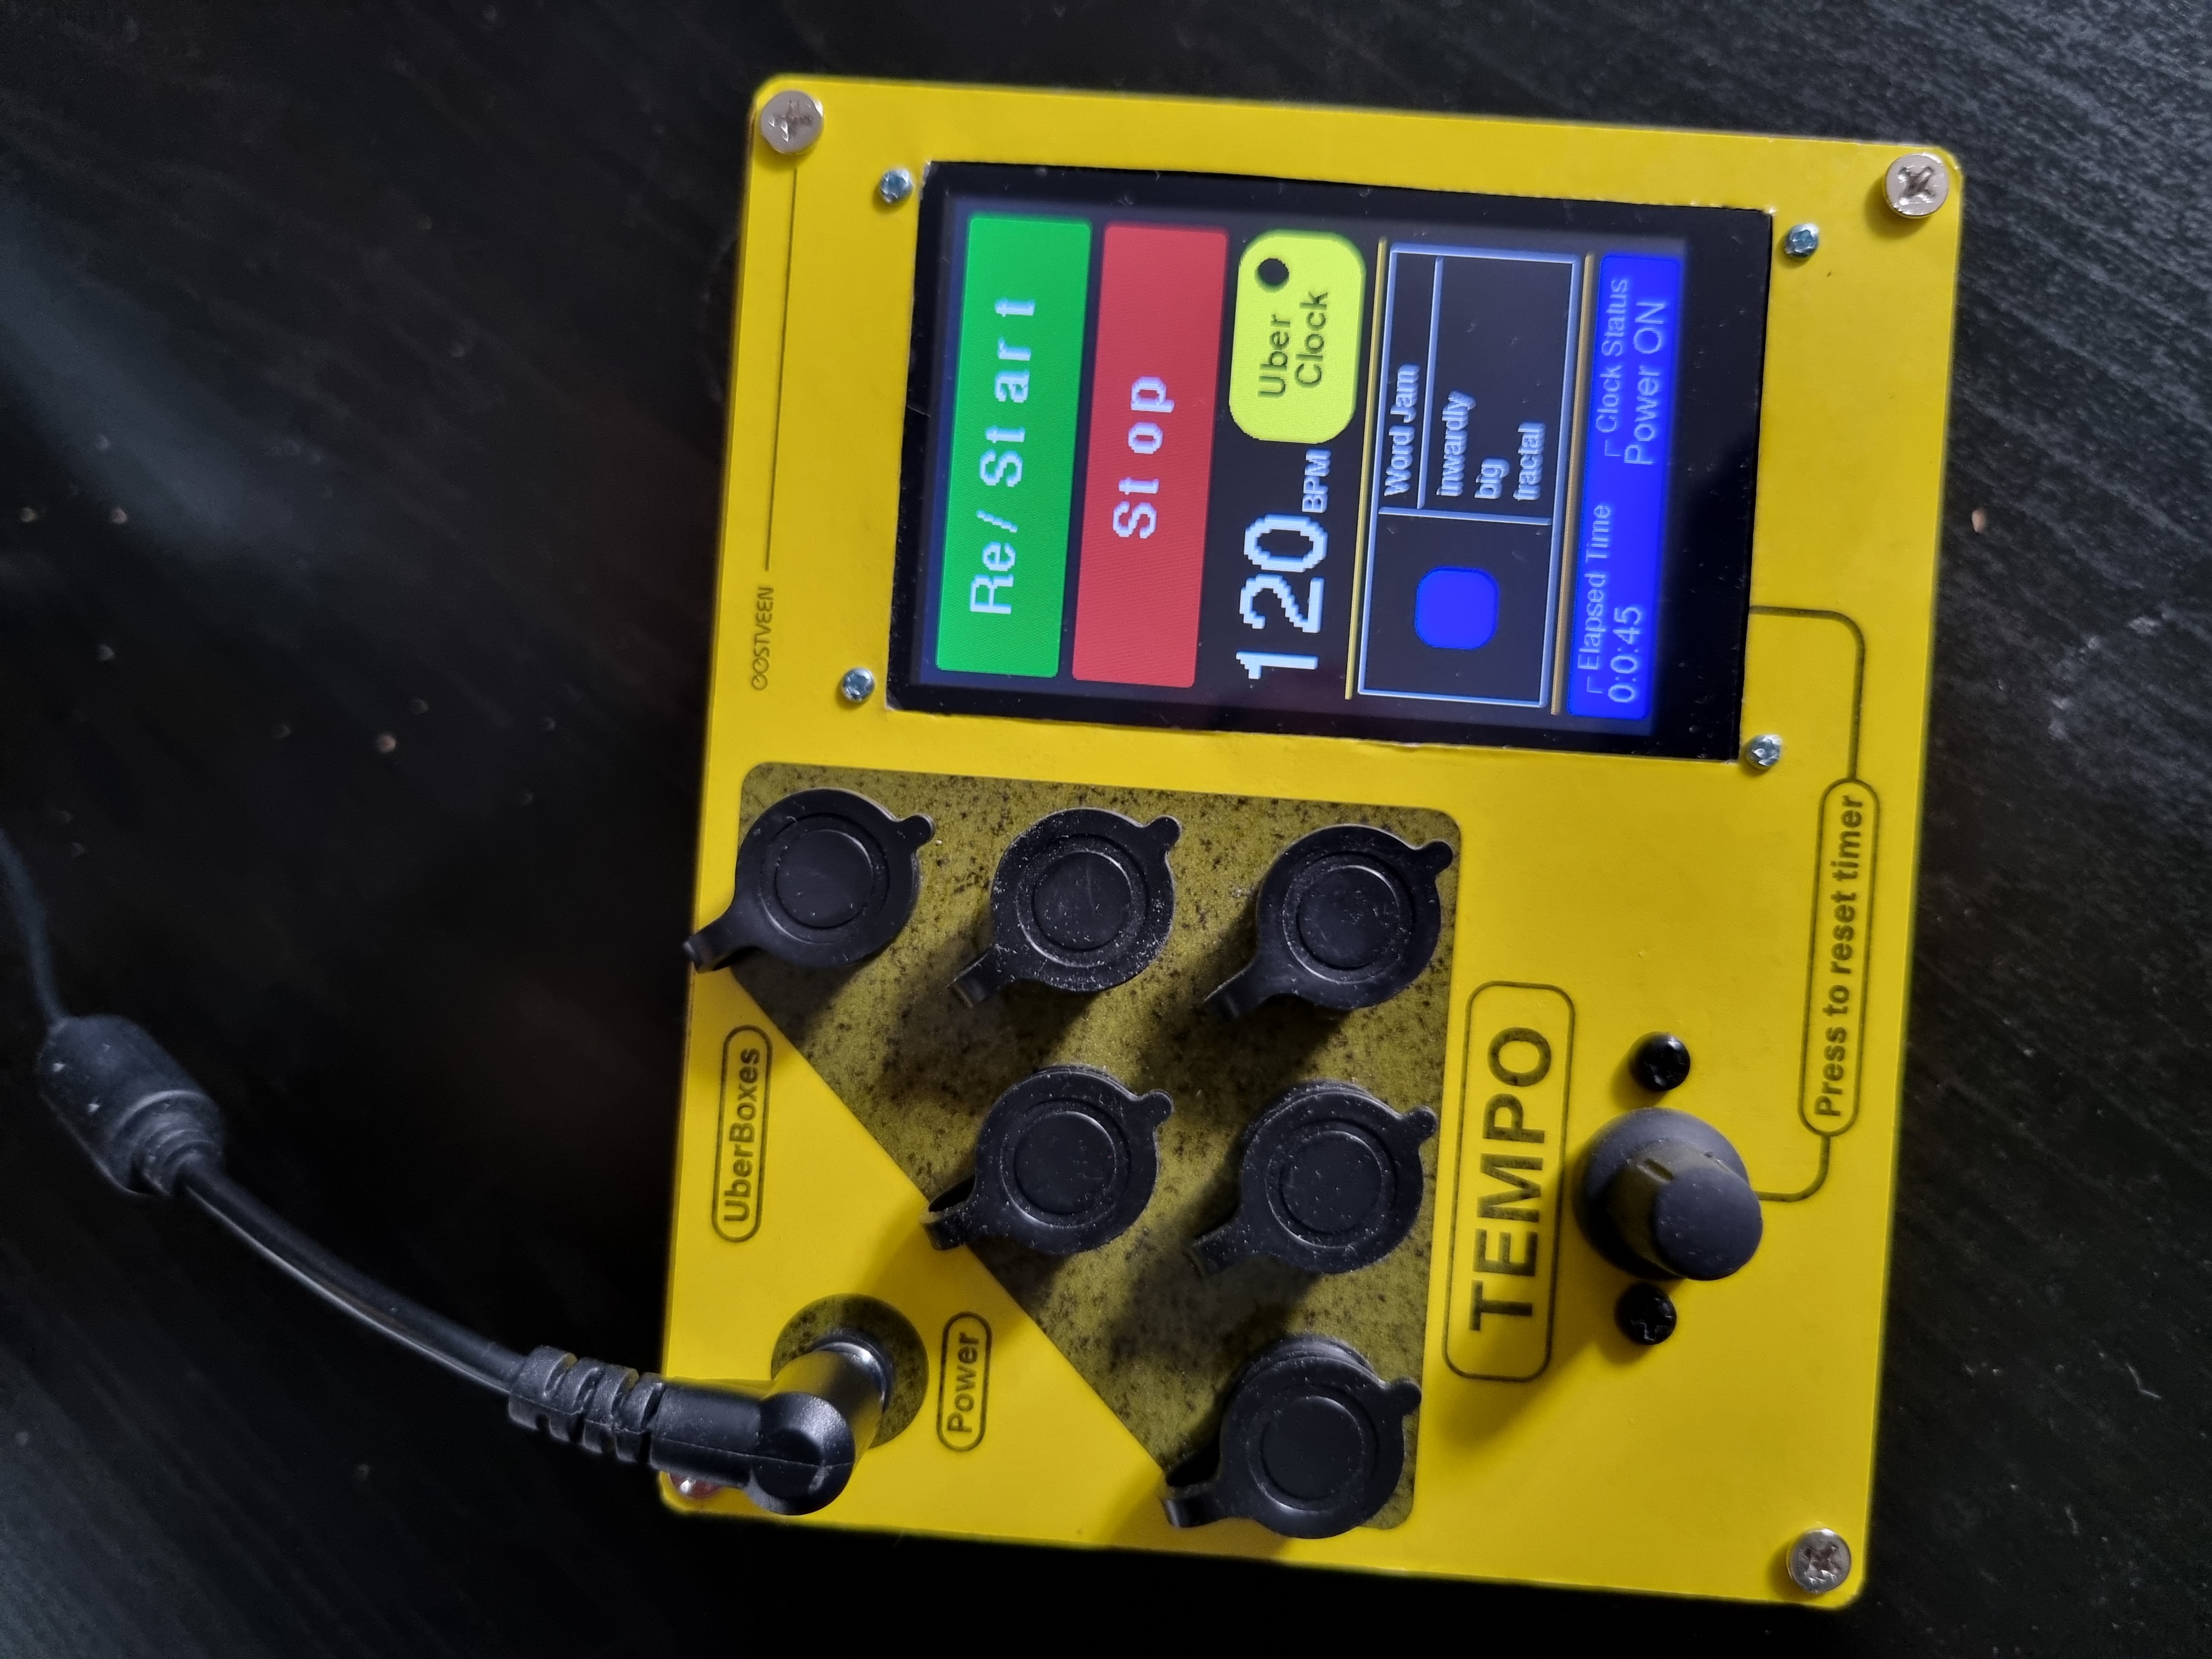 UberBoxes
OOSTVEEN
Power
Re/Start
Stop
120 BPM
Uber
Clock
Word Jam
inwardly
big
fractal
TEMPO
Elapsed Time
0:0:45
Clock Status
Power ON
Press to reset timer